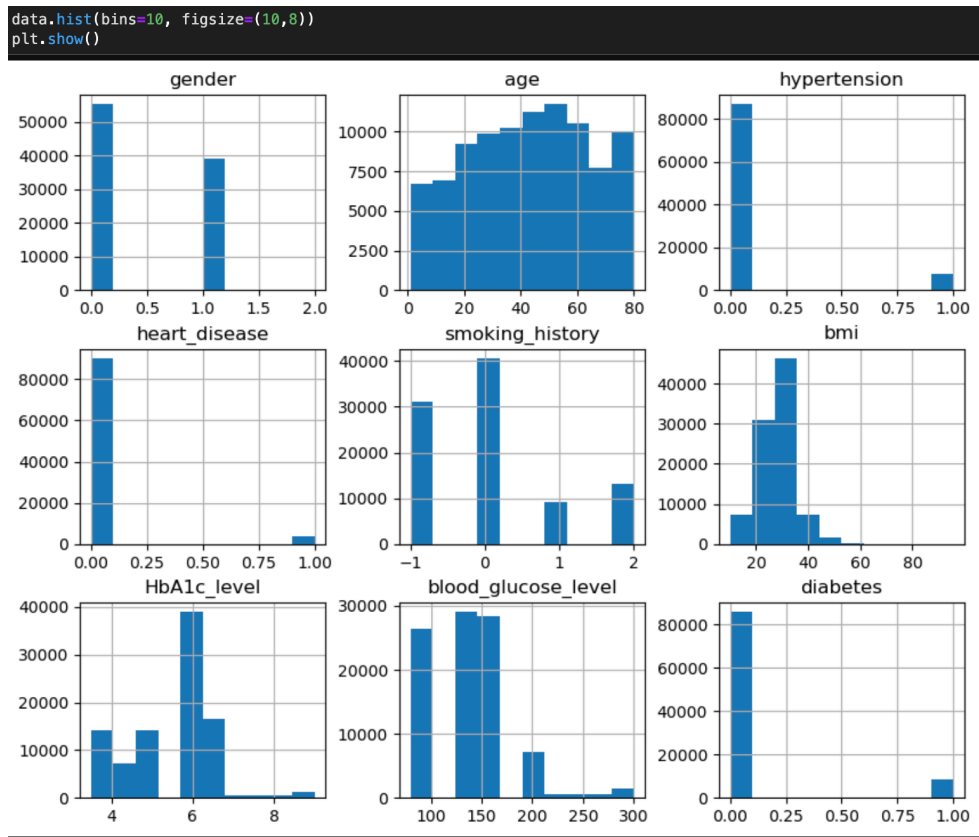 data.hist(bins=10, figsize=(10,8))
plt.show()
gender age hypertension
50000 40000 30000 20000 10000 0
0.0 0.5 1.0 1.5 2.0
10000 7500 5000 2500 0
0 20 40 60 80
80000 60000 40000 20000 0
0.00 0.25 0.50 0.75 1.00
heart_disease smoking_history bmi
80000 60000 40000 20000 0
0.00 0.25 0.50 0.75 1.00
40000 30000 20000 10000 0
−1 0 1 2
40000 30000 20000 10000 0
20 40 60 80
HbA1c_level blood_glucose_level diabetes
40000 30000 20000 10000 0
4 6 8
30000 20000 10000 0
100 150 200 250 300
80000 60000 40000 20000 0
0.00 0.25 0.50 0.75 1.00